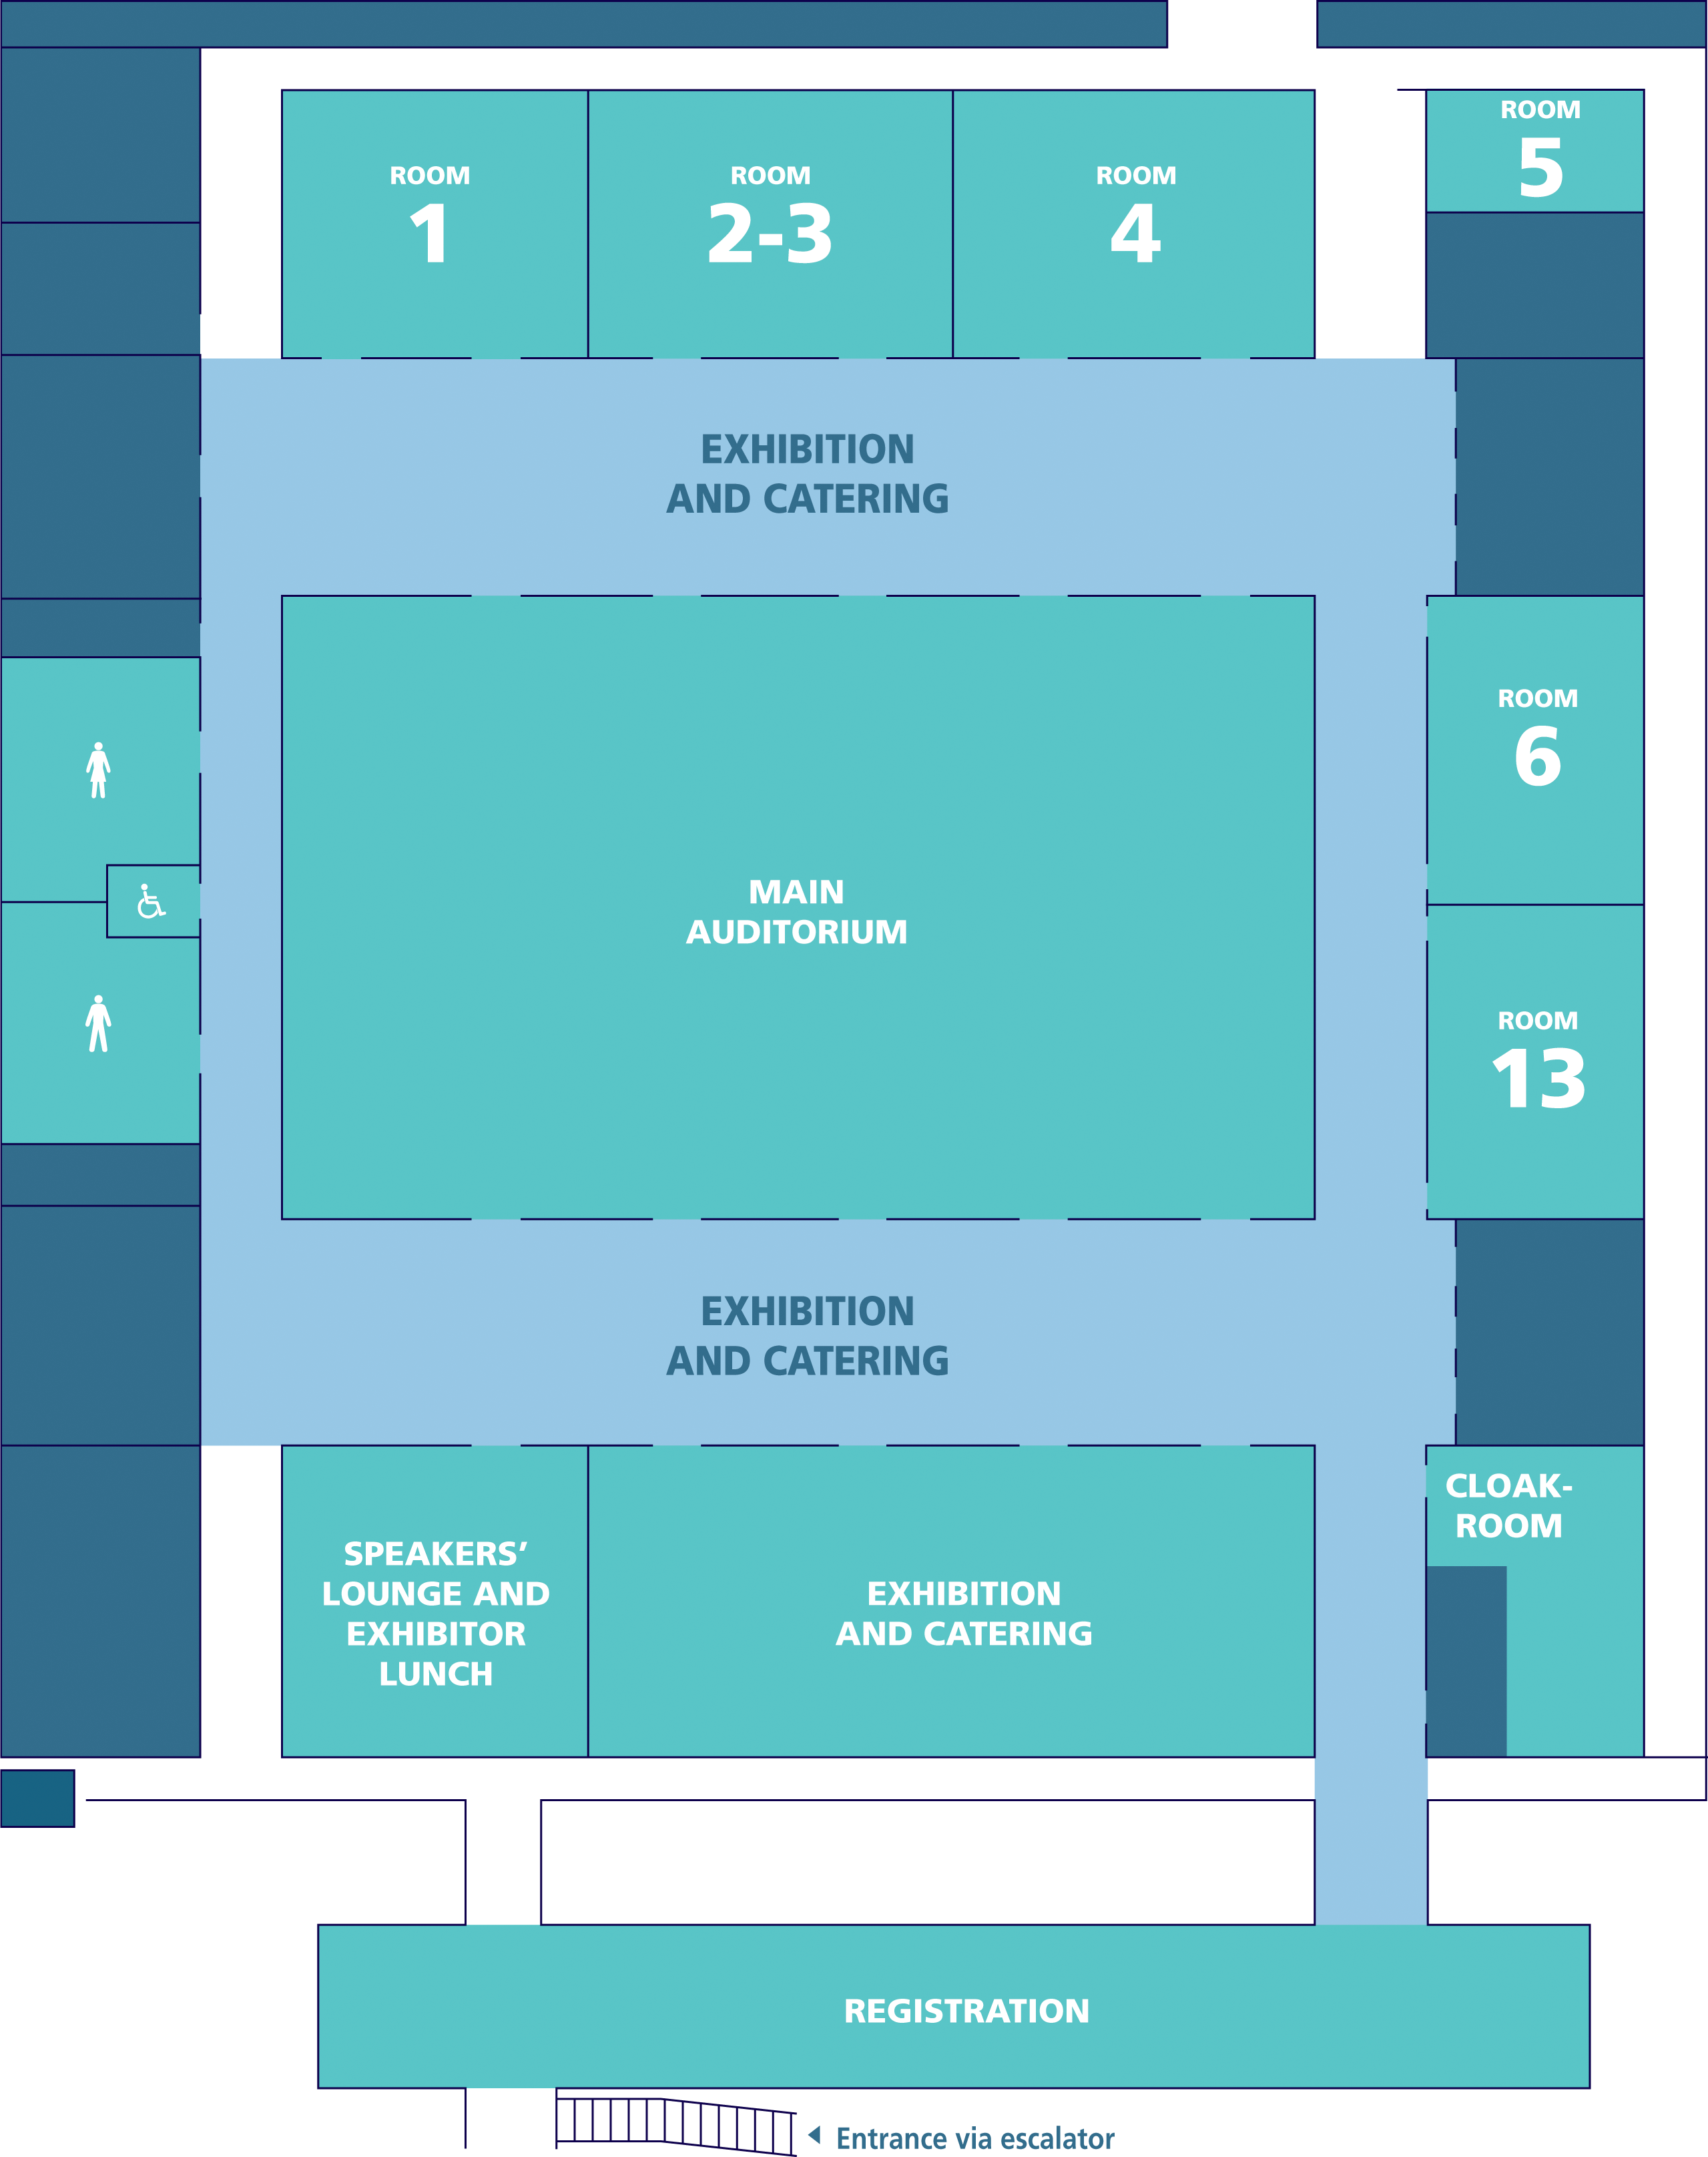 ROOM
1
ROOM
2-3
ROOM
4
ROOM
5
EXHIBITION
AND CATERING
ROOM
6
MAIN
AUDITORIUM
ROOM
13
EXHIBITION
AND CATERING
CLOAK-
ROOM
SPEAKERS’
LOUNGE AND
EXHIBITOR
LUNCH
EXHIBITION
AND CATERING
REGISTRATION
Entrance via escalator